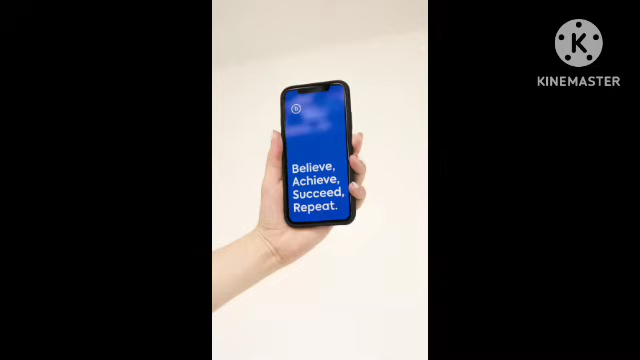 Believe,
Achieve,
Succeed,
Repeat.
K
KINEMASTER